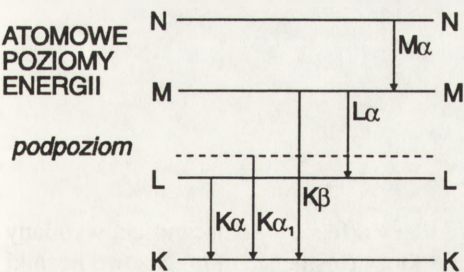 N N
ATOMOWE
POZIOMY
ENERGII
Mα
M M
Lα
podpoziom
L L
Kα Kα₁ Kβ
K K